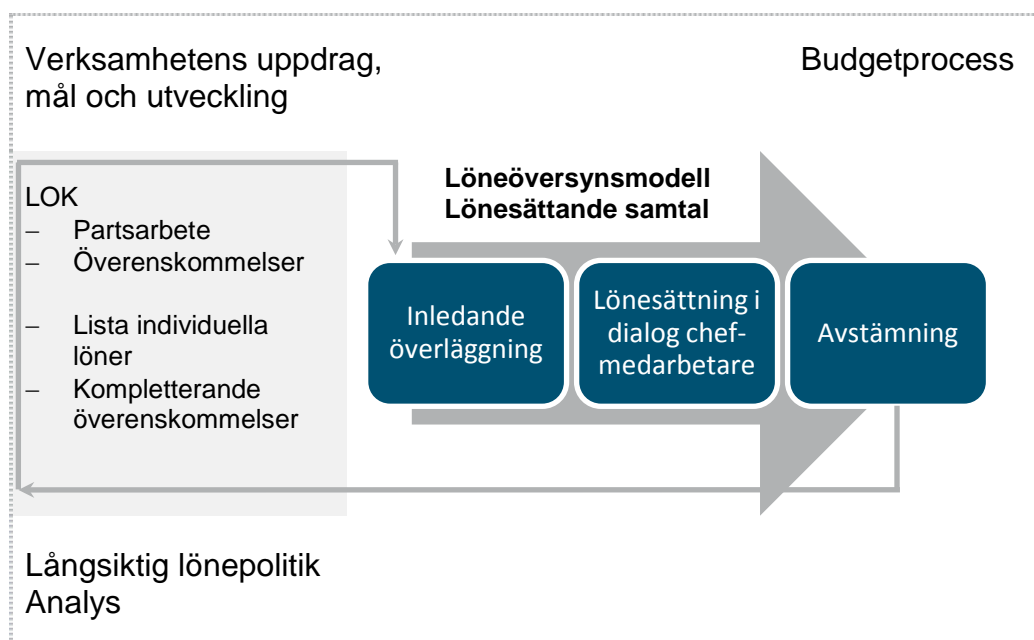 Verksamhetens uppdrag,
mål och utveckling
Budgetprocess
LOK
– Partsarbete
– Överenskommelser
– Lista individuella
löner
– Kompletterande
överenskommelser
Löneöversynsmodell
Lönesättande samtal
Inledande
överläggning
Lönesättning i
dialog chef-
medarbetare
Avstämning
Långsiktig lönepolitik
Analys